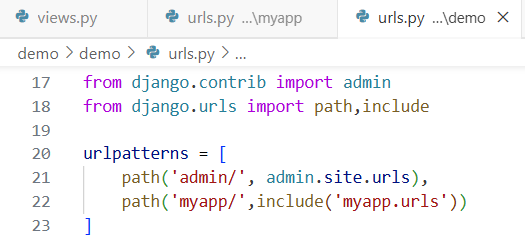 views.py urls.py ...\myapp urls.py ...\demo
demo > demo > urls.py > ...
17 from django.contrib import admin
18 from django.urls import path,include
19
20 urlpatterns = [
21     path('admin/', admin.site.urls),
22     path('myapp/',include('myapp.urls'))
23 ]